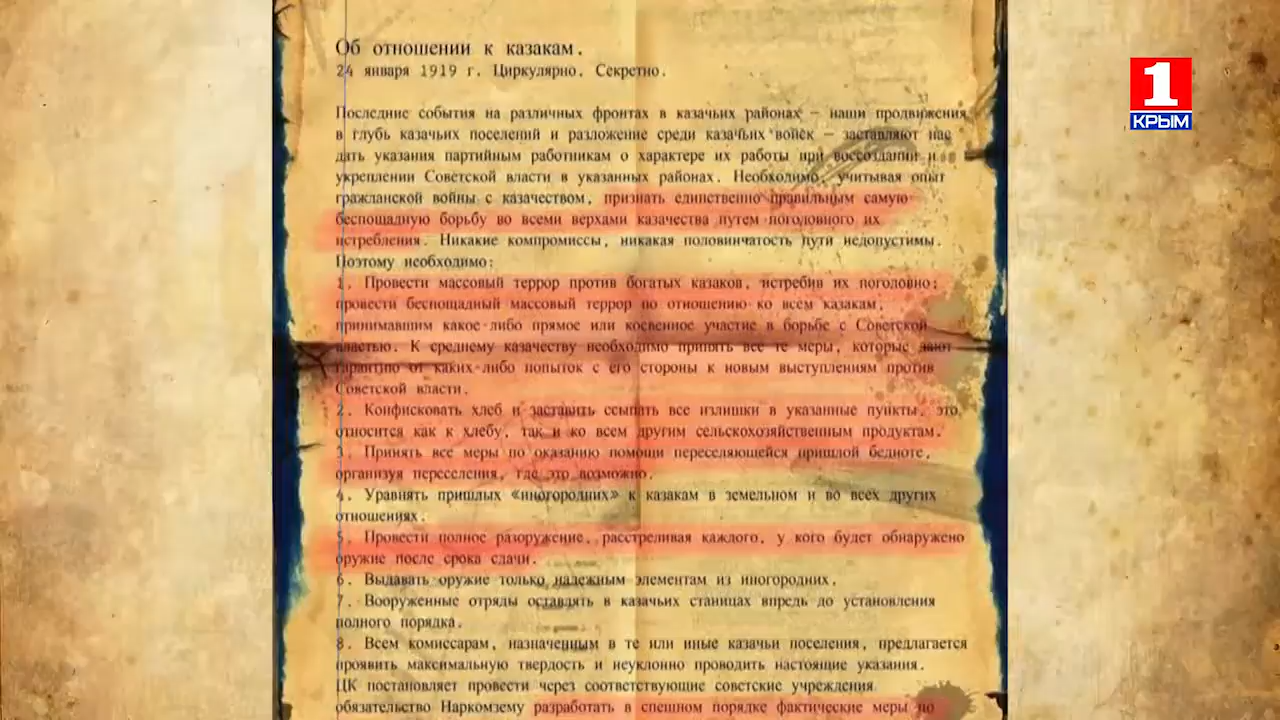 Об отношении к казакам.
24 января 1919 г. Циркулярно. Секретно.
Последние события на различных фронтах в казачьих районах — наши продвижения
в глубь казачьих поселений и разложение среди казачьих войск — заставляют нас
дать указания партийным работникам о характере их работы при воссоздании и
укреплении Советской власти в указанных районах. Необходимо, учитывая опыт
гражданской войны с казачеством, признать единственно правильным самую
беспощадную борьбу во всеми верхами казачества путем поголовного их
истребления. Никакие компромиссы, никакая половинчатость пути недопустимы.
Поэтому необходимо:
1. Провести массовый террор против богатых казаков, истребив их поголовно;
провести беспощадный массовый террор по отношению ко всем казакам,
принимавшим какое-либо прямое или косвенное участие в борьбе с Советской
властью. К среднему казачеству необходимо принять все те меры, которые дают
гарантию от каких-либо попыток с его стороны к новым выступлениям против
Советской власти.
2. Конфисковать хлеб и заставить ссыпать все излишки в указанные пункты, это
относится как к хлебу, так и ко всем другим сельскохозяйственным продуктам.
3. Принять все меры по оказанию помощи переселяющейся пришлой бедноте,
организуя переселения, где это возможно.
4. Уравнять пришлых «иногородних» к казакам в земельном и во всех других
отношениях.
5. Провести полное разоружение, расстреливая каждого, у кого будет обнаружено
оружие после срока сдачи.
6. Выдавать оружие только надежным элементам из иногородних.
7. Вооруженные отряды оставлять в казачьих станицах впредь до установления
полного порядка.
8. Всем комиссарам, назначенным в те или иные казачьи поселения, предлагается
проявить максимальную твердость и неуклонно проводить настоящие указания.
ЦК постановляет провести через соответствующие советские учреждения
обязательство Наркомзему разработать в спешном порядке фактические меры по
1
КРЫМ